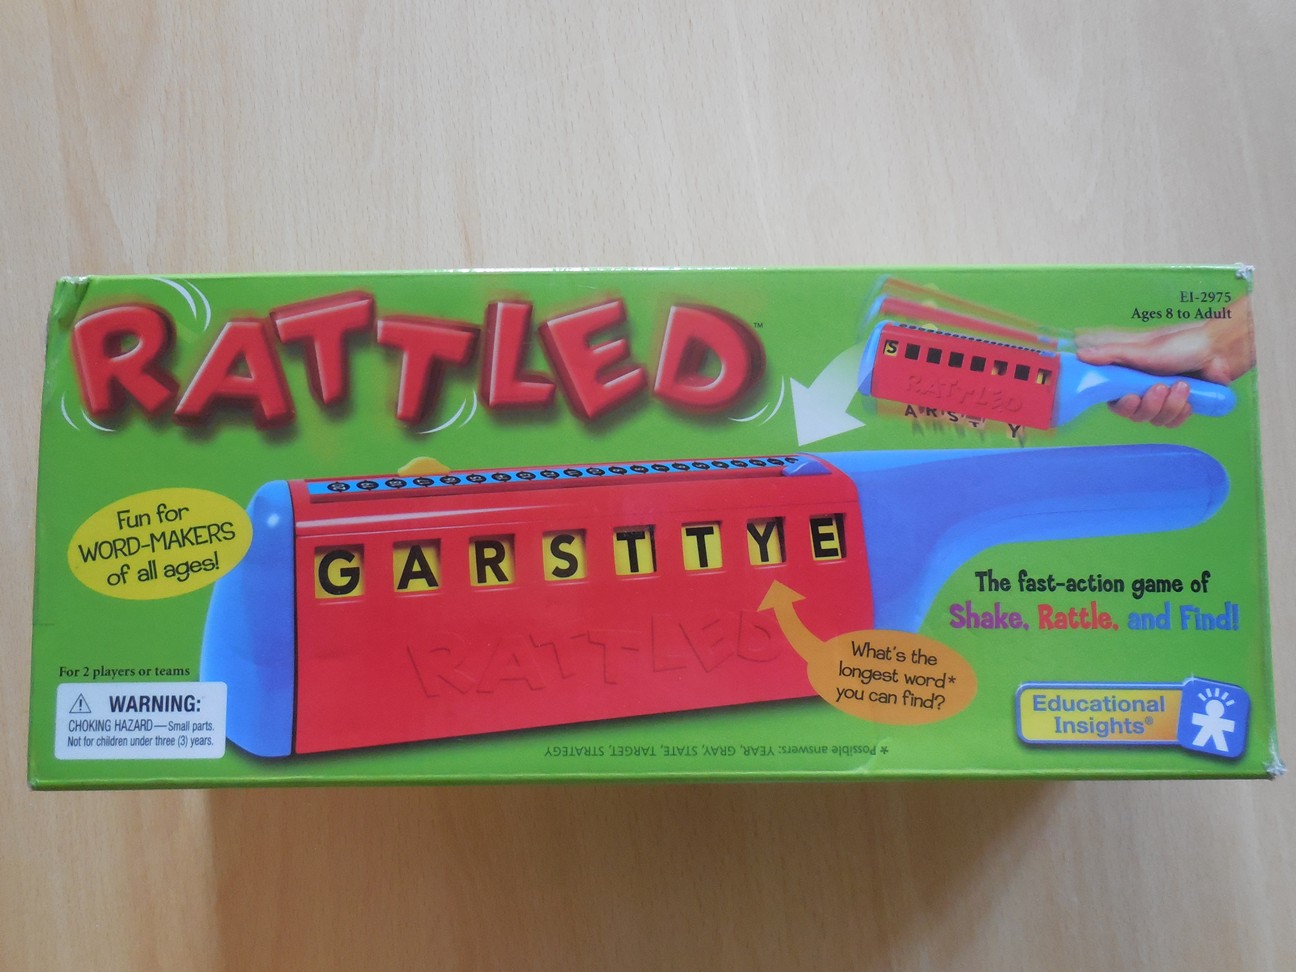 RATTLED™
EI-2975
Ages 8 to Adult
S
RATTLED
A R S T Y
Fun for
WORD-MAKERS
of all ages!
G A R S T T Y E
RATTLED
The fast-action game of
Shake, Rattle, and Find!
What's the
longest word*
you can find?
For 2 players or teams
WARNING:
CHOKING HAZARD — Small parts.
Not for children under three (3) years.
Educational
Insights®
*Possible answers: YEAR, GRAY, STATE, TARGET, STRATEGY